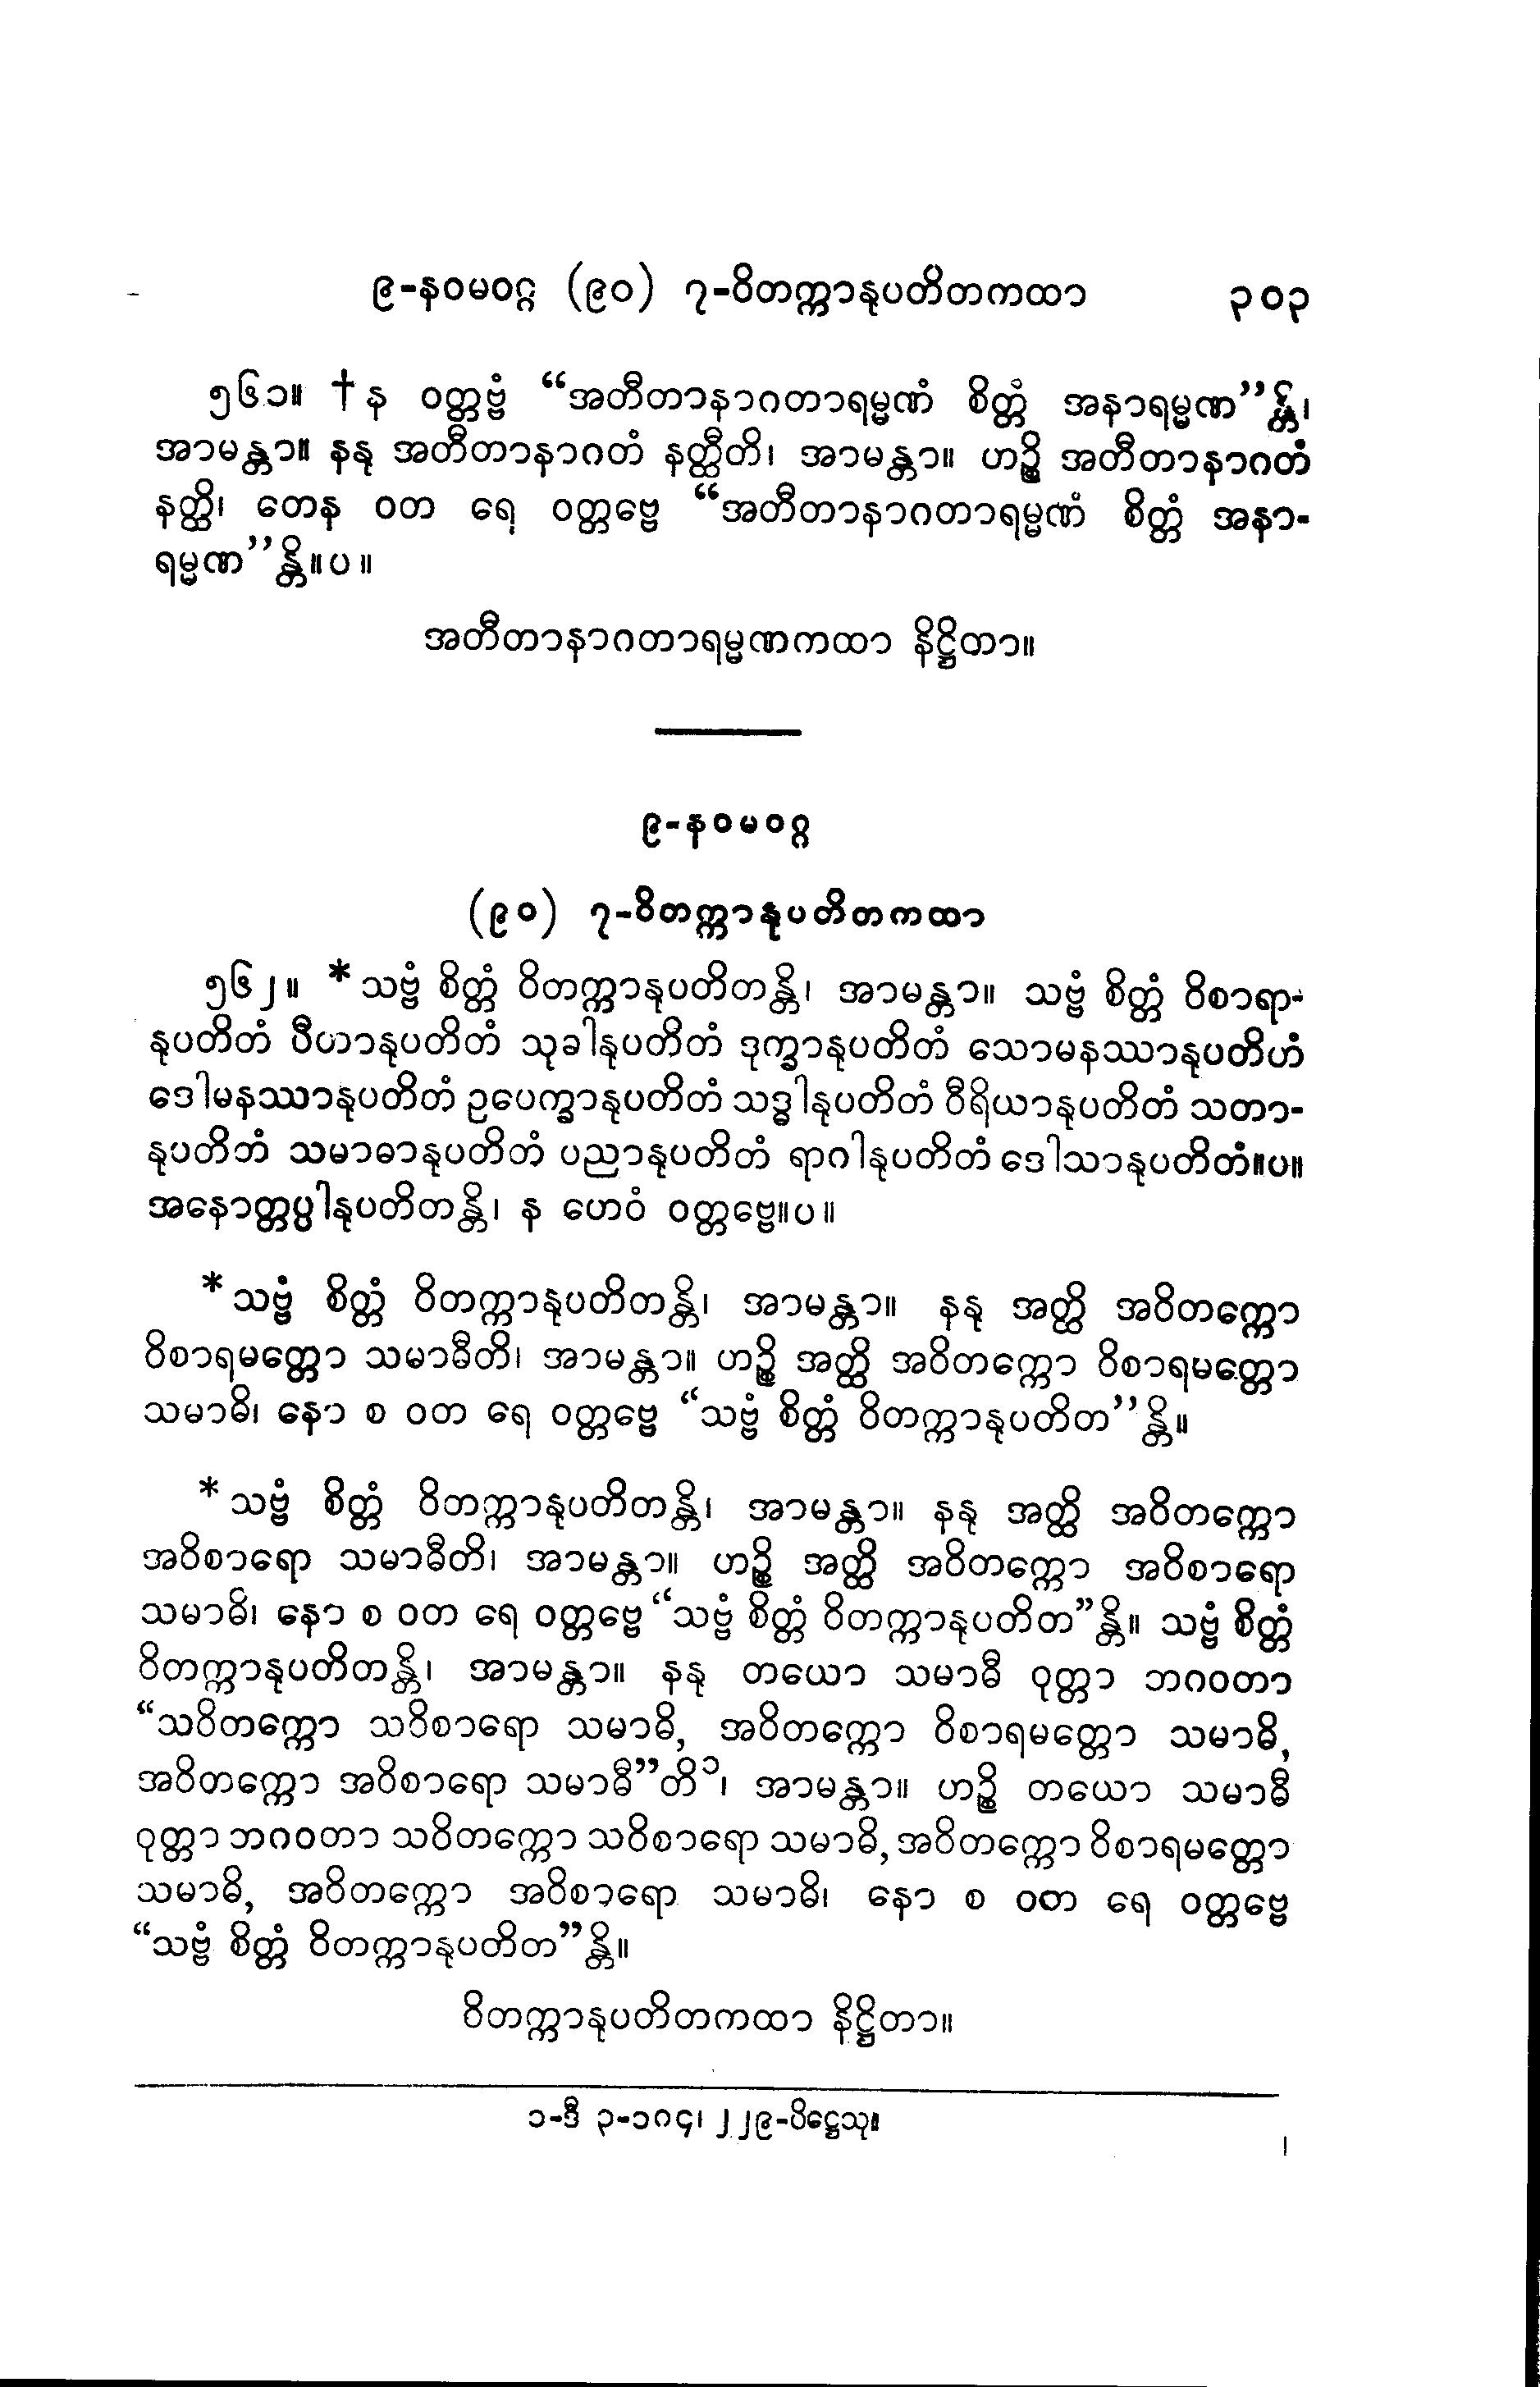 ၉-နဝမဝဂ္ဂ (၉၀) ၇-ဝိတက္ကာနုပတိတကထာ ၃၀၃
၅၆၁။ †န ဝတ္တဗ္ဗံ “အတီတာနာဂတာရမ္မဏံ စိတ္တံ အနာရမ္မဏ”န္တိ၊
အာမန္တာ။ နနု အတီတာနာဂတံ နတ္ထီတိ၊ အာမန္တာ။ ဟဉ္စိ အတီတာနာဂတံ
နတ္ထိ၊ တေန ဝတ ရေ ဝတ္တဗ္ဗေ “အတီတာနာဂတာရမ္မဏံ စိတ္တံ အနာ-
ရမ္မဏ”န္တိ။ပ။
အတီတာနာဂတာရမ္မဏကထာ နိဋ္ဌိတာ။
၉-နဝမဝဂ္ဂ
(၉၀) ၇-ဝိတက္ကာနုပတိတကထာ
၅၆၂။ *သဗ္ဗံ စိတ္တံ ဝိတက္ကာနုပတိတန္တိ၊ အာမန္တာ။ သဗ္ဗံ စိတ္တံ ဝိစာရာ-
နုပတိတံ ပီတာနုပတိတံ သုခါနုပတိတံ ဒုက္ခာနုပတိတံ သောမနဿာနုပတိတံ
ဒေါမနဿာနုပတိတံ ဥပေက္ခာနုပတိတံ သဒ္ဓါနုပတိတံ ဝီရိယာနုပတိတံ သတာ-
နုပတိတံ သမာဓာနုပတိတံ ပညာနုပတိတံ ရာဂါနုပတိတံ ဒေါသာနုပတိတံ။ပ။
အနောတ္တပ္ပါနုပတိတန္တိ၊ န ဟေဝံ ဝတ္တဗ္ဗေ။ပ။
*သဗ္ဗံ စိတ္တံ ဝိတက္ကာနုပတိတန္တိ၊ အာမန္တာ။ နနု အတ္ထိ အဝိတက္ကော
ဝိစာရမတ္တော သမာဓီတိ၊ အာမန္တာ။ ဟဉ္စိ အတ္ထိ အဝိတက္ကော ဝိစာရမတ္တော
သမာဓိ၊ နော စ ဝတ ရေ ဝတ္တဗ္ဗေ “သဗ္ဗံ စိတ္တံ ဝိတက္ကာနုပတိတ”န္တိ။
*သဗ္ဗံ စိတ္တံ ဝိတက္ကာနုပတိတန္တိ၊ အာမန္တာ။ နနု အတ္ထိ အဝိတက္ကော
အဝိစာရော သမာဓီတိ၊ အာမန္တာ။ ဟဉ္စိ အတ္ထိ အဝိတက္ကော အဝိစာရော
သမာဓိ၊ နော စ ဝတ ရေ ဝတ္တဗ္ဗေ “သဗ္ဗံ စိတ္တံ ဝိတက္ကာနုပတိတ”န္တိ။ သဗ္ဗံ စိတ္တံ
ဝိတက္ကာနုပတိတန္တိ၊ အာမန္တာ။ နနု တယော သမာဓီ ဝုတ္တာ ဘဂဝတာ
“သဝိတက္ကော သဝိစာရော သမာဓိ, အဝိတက္ကော ဝိစာရမတ္တော သမာဓိ,
အဝိတက္ကော အဝိစာရော သမာဓီ”တိ၁၊ အာမန္တာ။ ဟဉ္စိ တယော သမာဓီ
ဝုတ္တာ ဘဂဝတာ သဝိတက္ကော သဝိစာရော သမာဓိ, အဝိတက္ကော ဝိစာရမတ္တော
သမာဓိ, အဝိတက္ကော အဝိစာရော သမာဓိ၊ နော စ ဝတ ရေ ဝတ္တဗ္ဗေ
“သဗ္ဗံ စိတ္တံ ဝိတက္ကာနုပတိတ”န္တိ။
ဝိတက္ကာနုပတိတကထာ နိဋ္ဌိတာ။
၁-ဒီ ၃-၁၈၄၊ ၂၂၉-ပိဋ္ဌေသု။